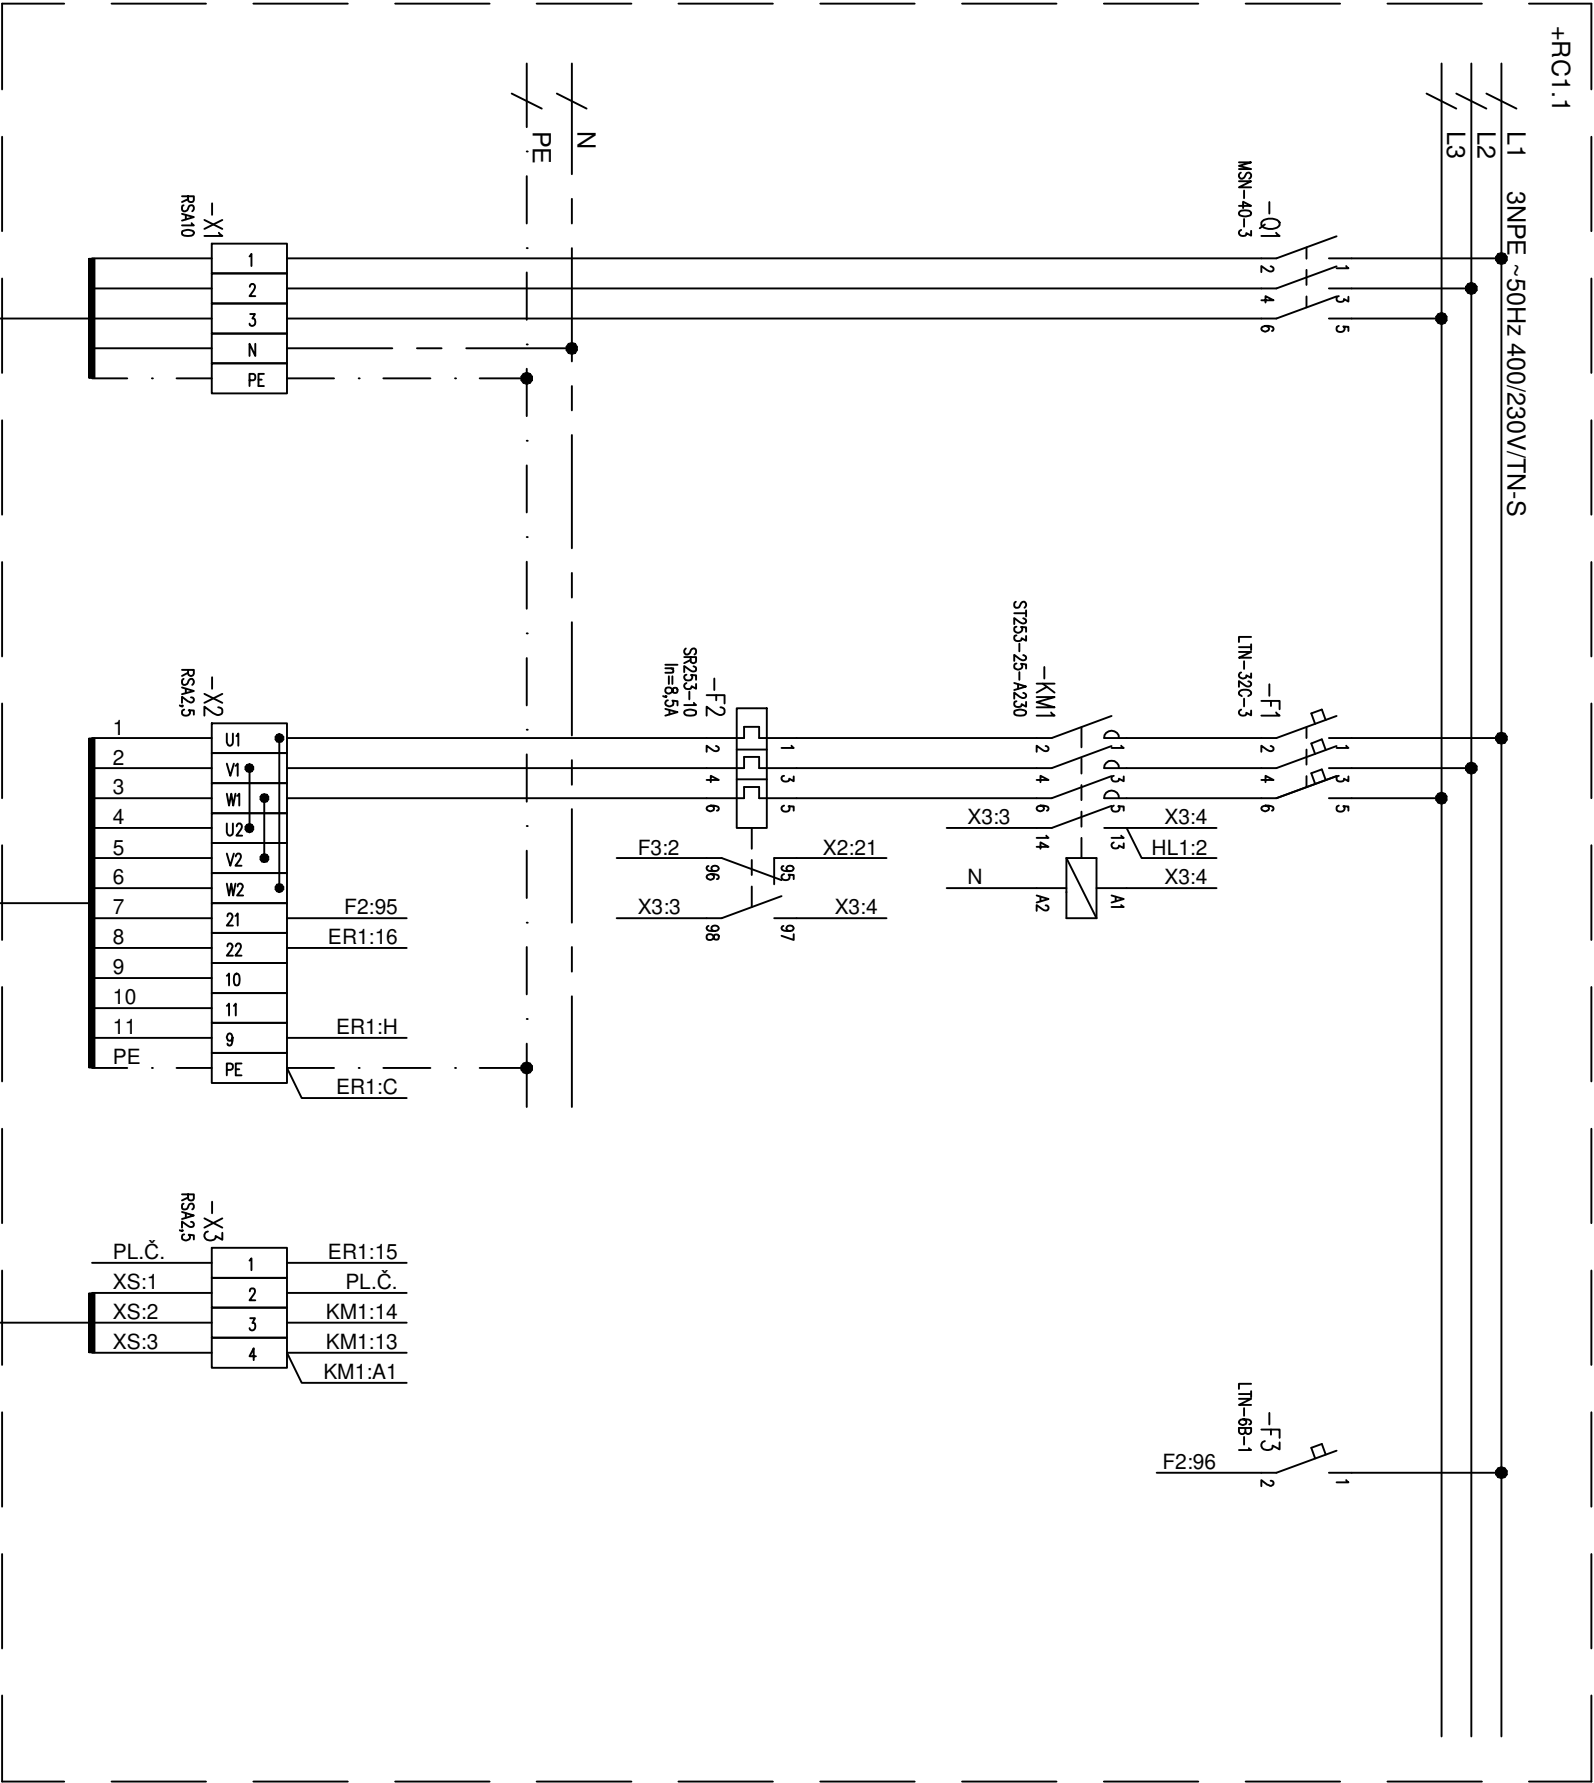 +RC1.1
L1 3NPE ~50Hz 400/230V/TN-S
L2
L3
N
PE
-Q1
MSN-40-3
1
2
3
4
5
6
-X1
RSA10
1
2
3
N
PE
-F1
LTN-32C-3
1
2
3
4
5
6
-KM1
ST253-25-A230
1
2
3
4
5
6
X3:3
14
13
X3:4
HL1:2
N
A2
A1
X3:4
-F2
SR253-10
In=8,5A
1
2
3
4
5
6
F3:2
96
95
X2:21
X3:3
98
97
X3:4
-X2
RSA2,5
1 U1
2 V1
3 W1
4 U2
5 V2
6 W2
7 21 F2:95
8 22 ER1:16
9 10
10 11
11 9 ER1:H
PE PE
ER1:C
-X3
RSA2,5
PL.Č. 1 ER1:15
XS:1 2 PL.Č.
XS:2 3 KM1:14
XS:3 4 KM1:13
KM1:A1
-F3
LTN-6B-1
F2:96
2
1